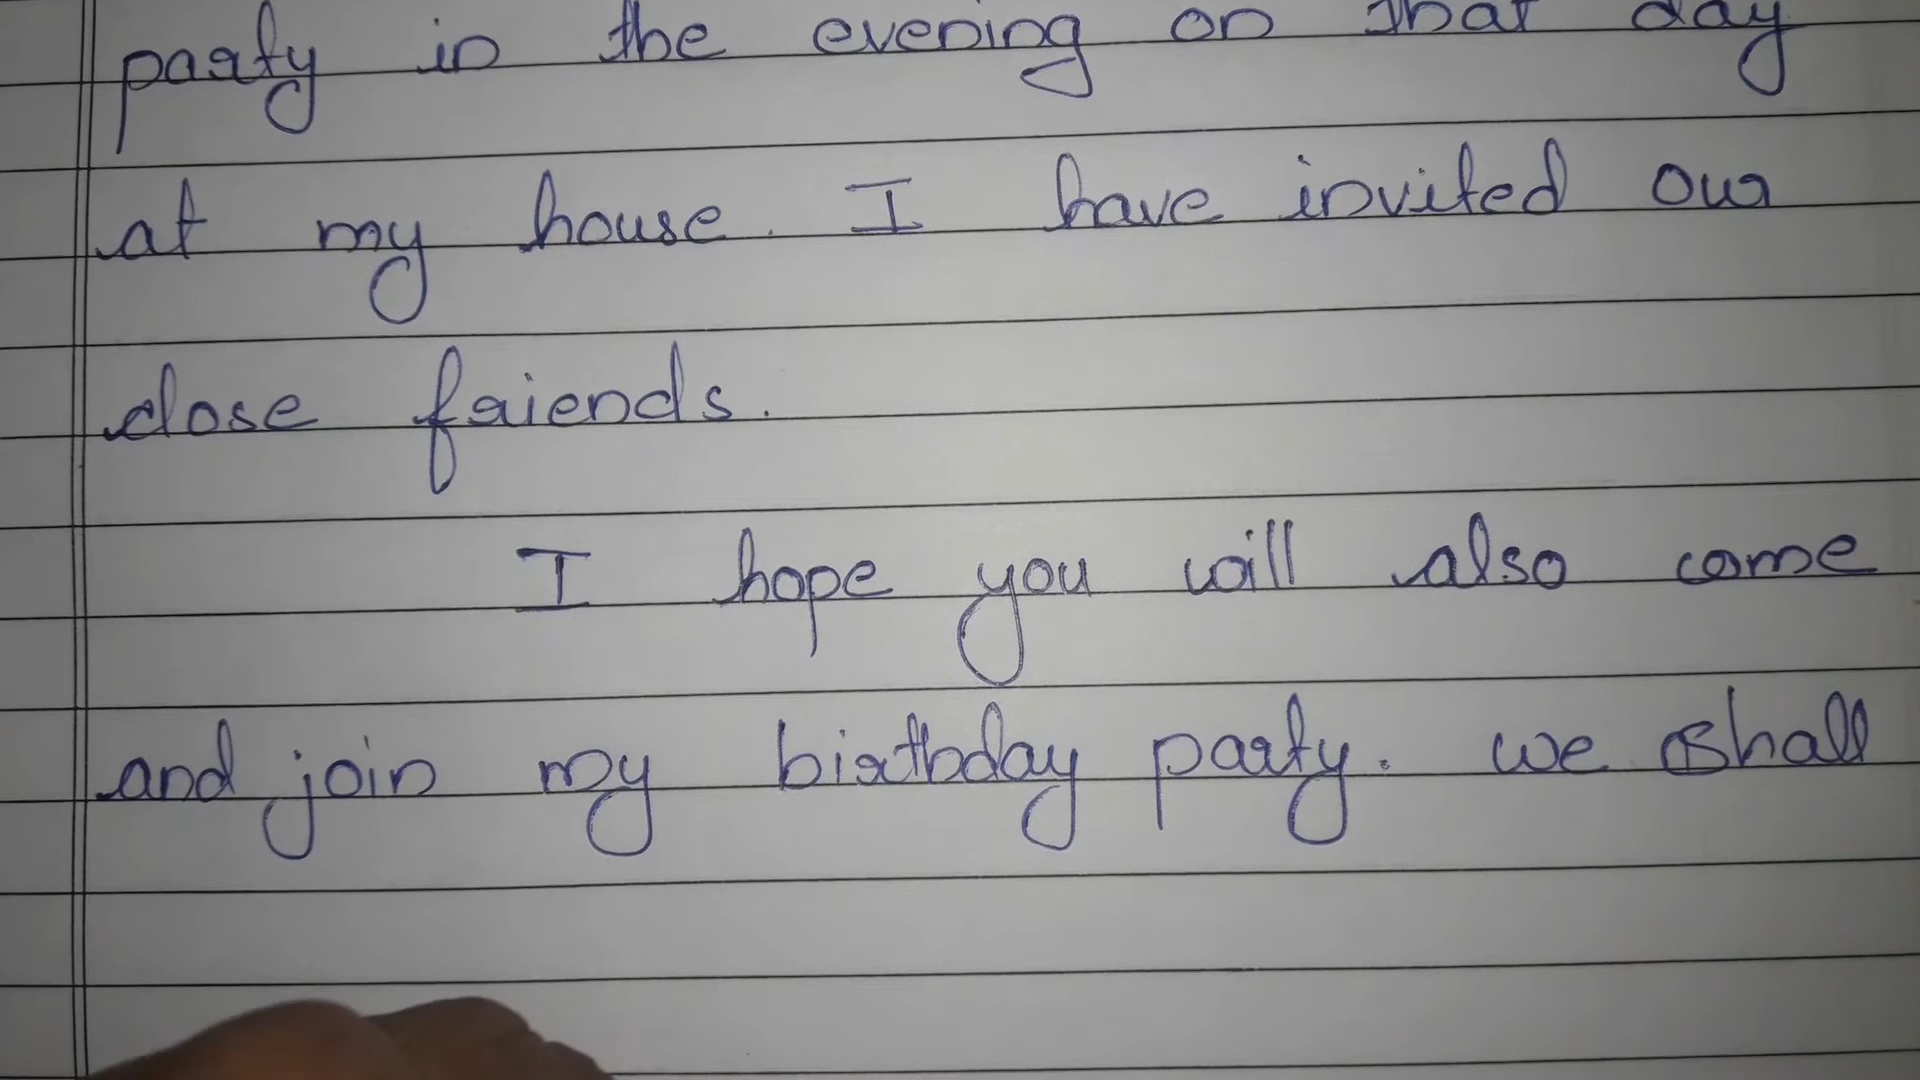 party in the evening on that day
at my house. I have invited our
close friends.
I hope you will also come
and join my birthday party. we shall